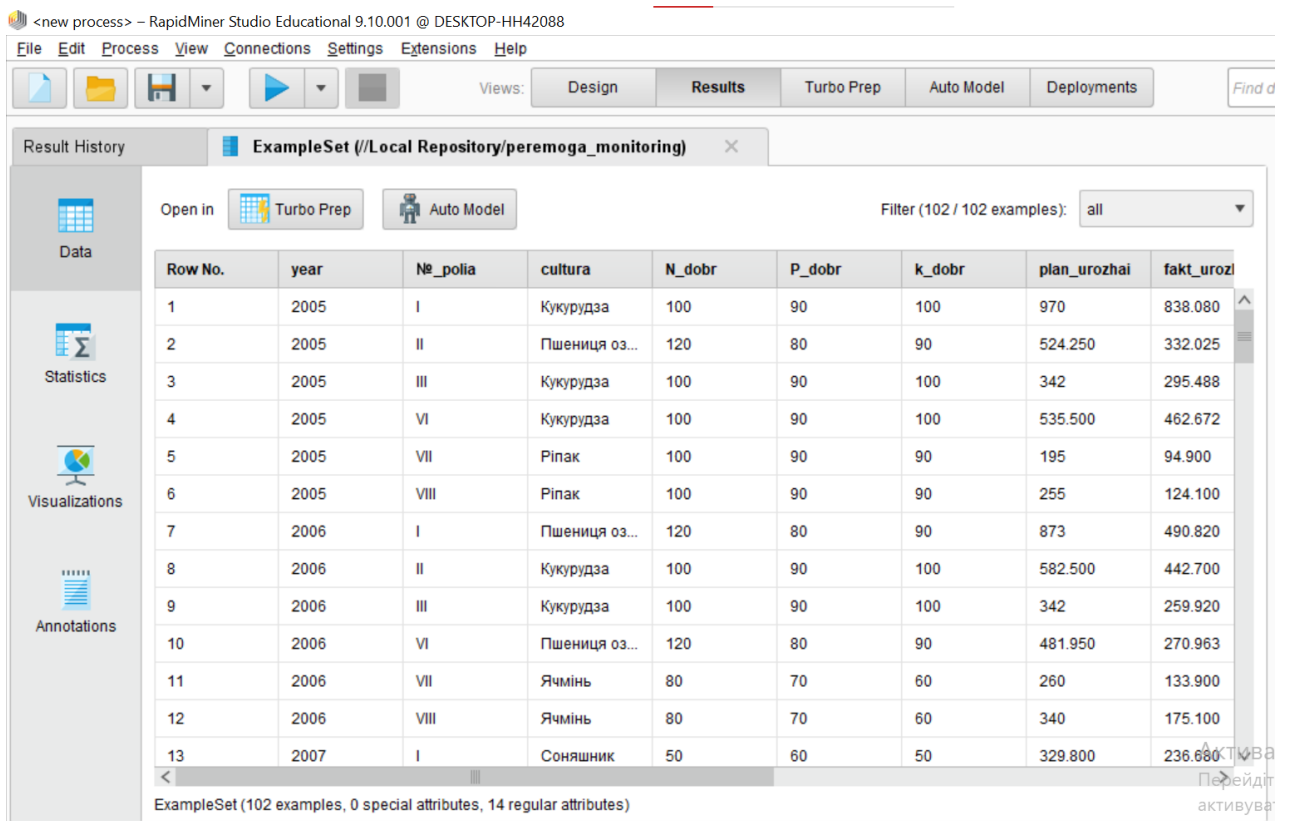 <new process> – RapidMiner Studio Educational 9.10.001 @ DESKTOP-HH42088
File Edit Process View Connections Settings Extensions Help
Views: Design Results Turbo Prep Auto Model Deployments Find d
Result History ExampleSet (//Local Repository/peremoga_monitoring)
Open in Turbo Prep Auto Model Filter (102 / 102 examples): all
Data
Statistics
Visualizations
Annotations
Row No. year №_polia cultura N_dobr P_dobr k_dobr plan_urozhai fakt_urozl
1 2005 I Кукурудза 100 90 100 970 838.080
2 2005 II Пшениця оз... 120 80 90 524.250 332.025
3 2005 III Кукурудза 100 90 100 342 295.488
4 2005 VI Кукурудза 100 90 100 535.500 462.672
5 2005 VII Ріпак 100 90 90 195 94.900
6 2005 VIII Ріпак 100 90 90 255 124.100
7 2006 I Пшениця оз... 120 80 90 873 490.820
8 2006 II Кукурудза 100 90 100 582.500 442.700
9 2006 III Кукурудза 100 90 100 342 259.920
10 2006 VI Пшениця оз... 120 80 90 481.950 270.963
11 2006 VII Ячмінь 80 70 60 260 133.900
12 2006 VIII Ячмінь 80 70 60 340 175.100
13 2007 I Соняшник 50 60 50 329.800 236.680
ExampleSet (102 examples, 0 special attributes, 14 regular attributes)
Актива
Перейдіт
активува